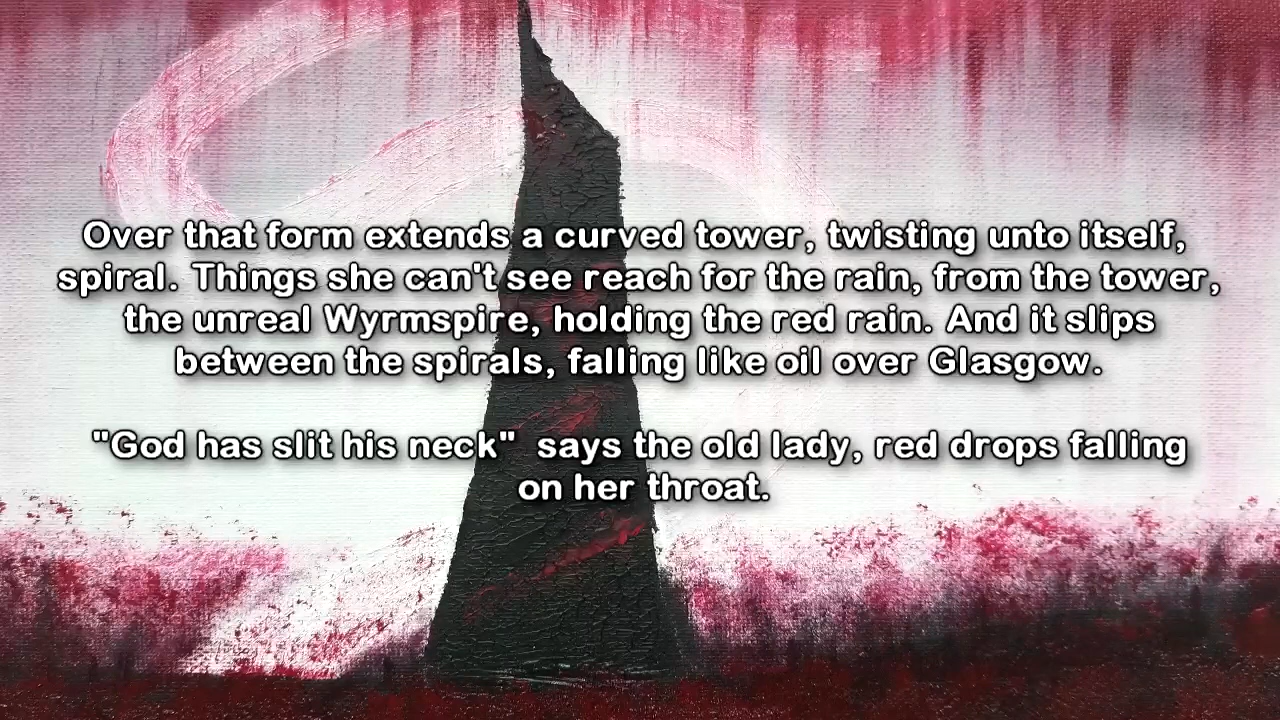 Over that form extends a curved tower, twisting unto itself,
spiral. Things she can't see reach for the rain, from the tower,
the unreal Wyrmspire, holding the red rain. And it slips
between the spirals, falling like oil over Glasgow.
"God has slit his neck"  says the old lady, red drops falling
on her throat.